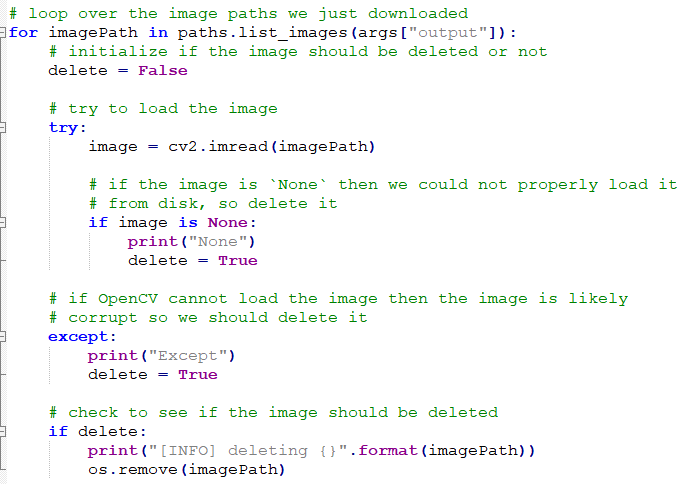 # loop over the image paths we just downloaded
for imagePath in paths.list_images(args["output"]):
    # initialize if the image should be deleted or not
    delete = False

    # try to load the image
    try:
        image = cv2.imread(imagePath)

        # if the image is `None` then we could not properly load it
        # from disk, so delete it
        if image is None:
            print("None")
            delete = True

    # if OpenCV cannot load the image then the image is likely
    # corrupt so we should delete it
    except:
        print("Except")
        delete = True

    # check to see if the image should be deleted
    if delete:
        print("[INFO] deleting {}".format(imagePath))
        os.remove(imagePath)